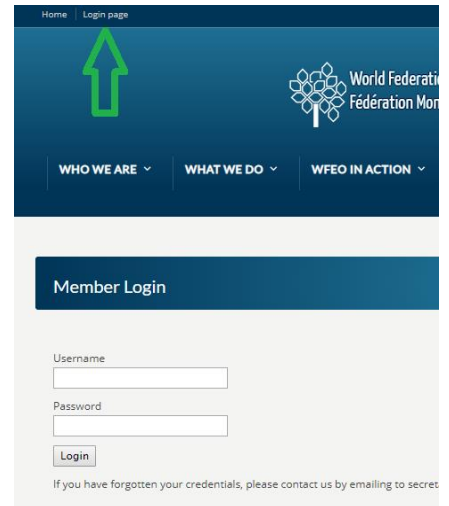 Home Login page
World Federati
Fédération Mon
WHO WE ARE WHAT WE DO WFEO IN ACTION
Member Login
Username
Password
Login
If you have forgotten your credentials, please contact us by emailing to secret